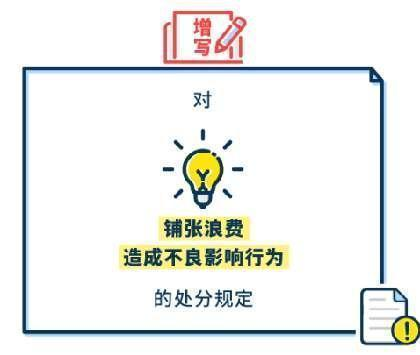 增写
对
铺张浪费
造成不良影响行为
的处分规定